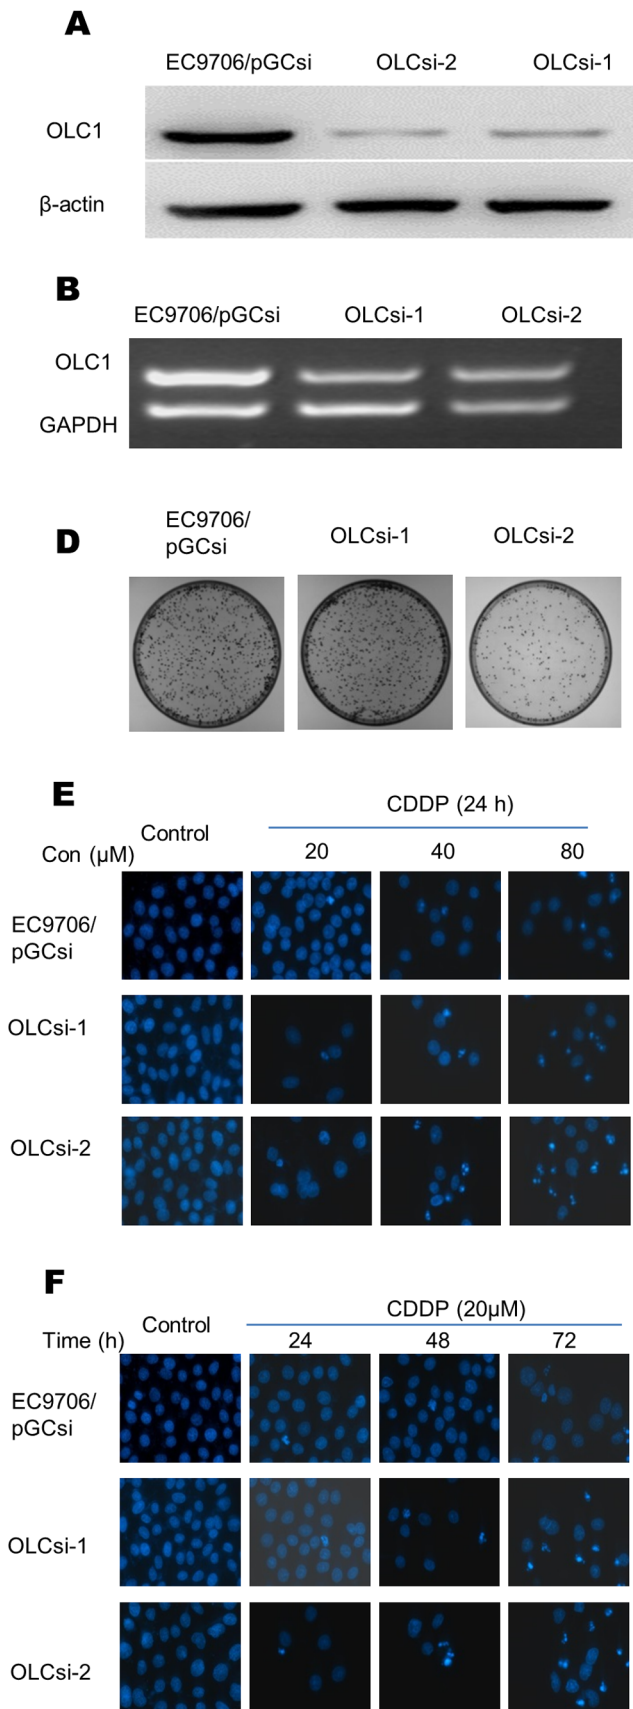 A
EC9706/pGCsi OLCsi-2 OLCsi-1
OLC1
β-actin
B
EC9706/pGCsi OLCsi-1 OLCsi-2
OLC1
GAPDH
D
EC9706/
pGCsi
OLCsi-1 OLCsi-2
E
CDDP (24 h)
Control
Con (μM) 20 40 80
EC9706/
pGCsi
OLCsi-1
OLCsi-2
F
CDDP (20μM)
Control
Time (h) 24 48 72
EC9706/
pGCsi
OLCsi-1
OLCsi-2